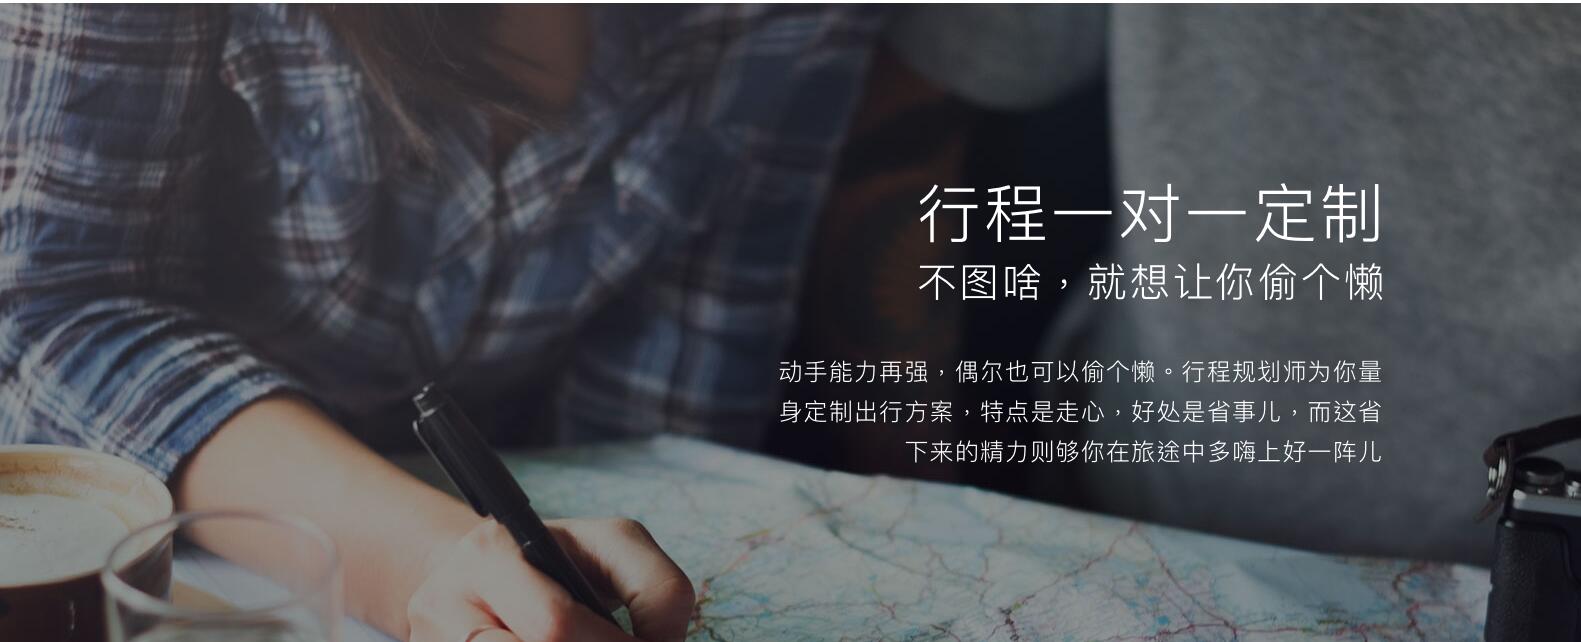 行程一对一定制
不图啥，就想让你偷个懒
动手能力再强，偶尔也可以偷个懒。行程规划师为你量
身定制出行方案，特点是走心，好处是省事儿，而这省
下来的精力则够你在旅途中多嗨上好一阵儿